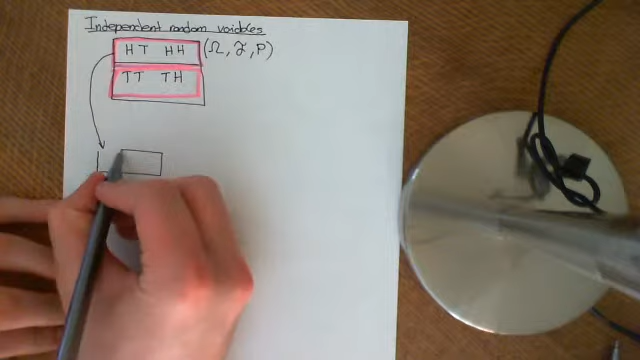 Independent random variables
HT HH (Ω, F, P)
TT TH